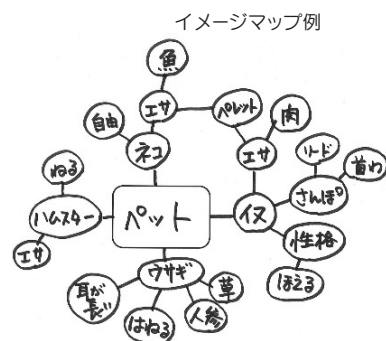 イメージマップ例
魚
エサ
ペレット
肉
自由
ネコ
エサ
リード
首わ
ねる
さんぽ
ハムスター
ペット
イヌ
性格
エサ
ウサギ
ほえる
耳が
長い
草
はねる
人参